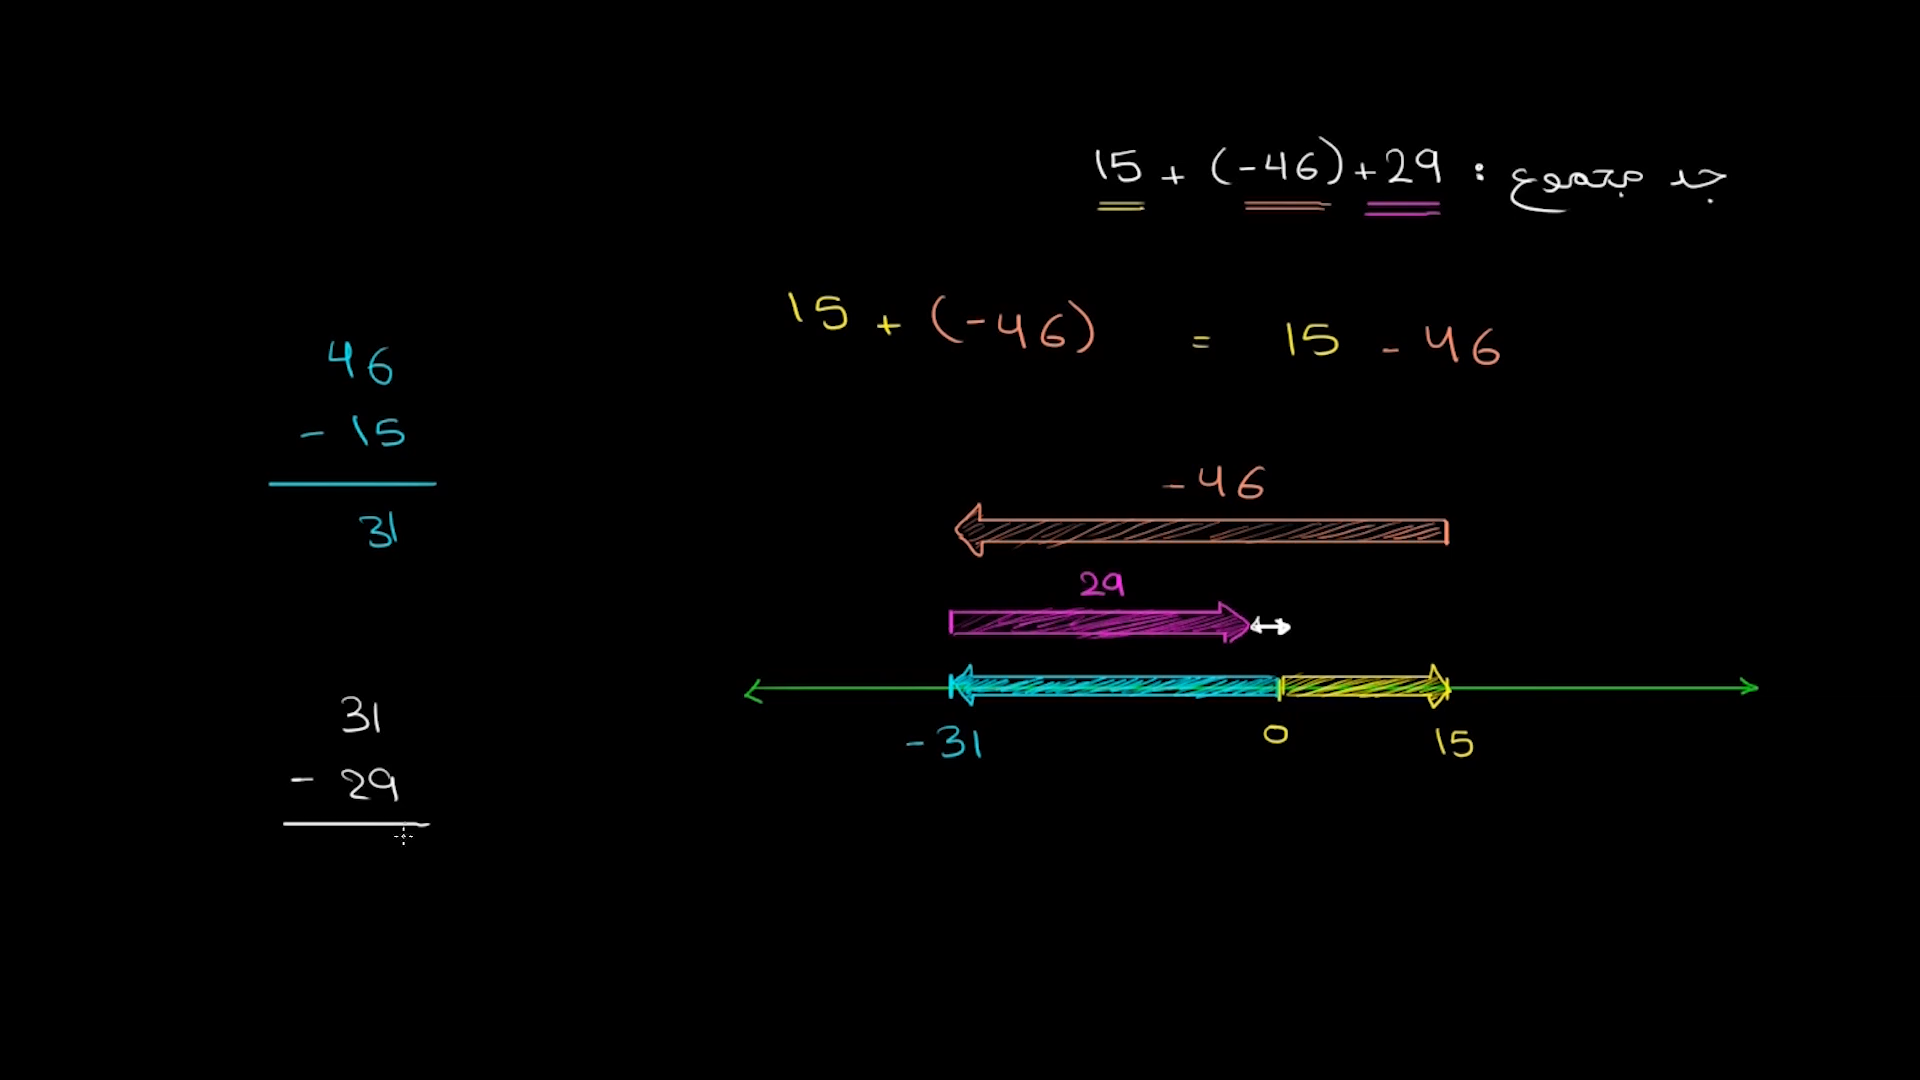 جد مجموع : 15 + (-46) + 29
15 + (-46) = 15 - 46
46
- 15
31
-46
29
-31 0 15
31
- 29